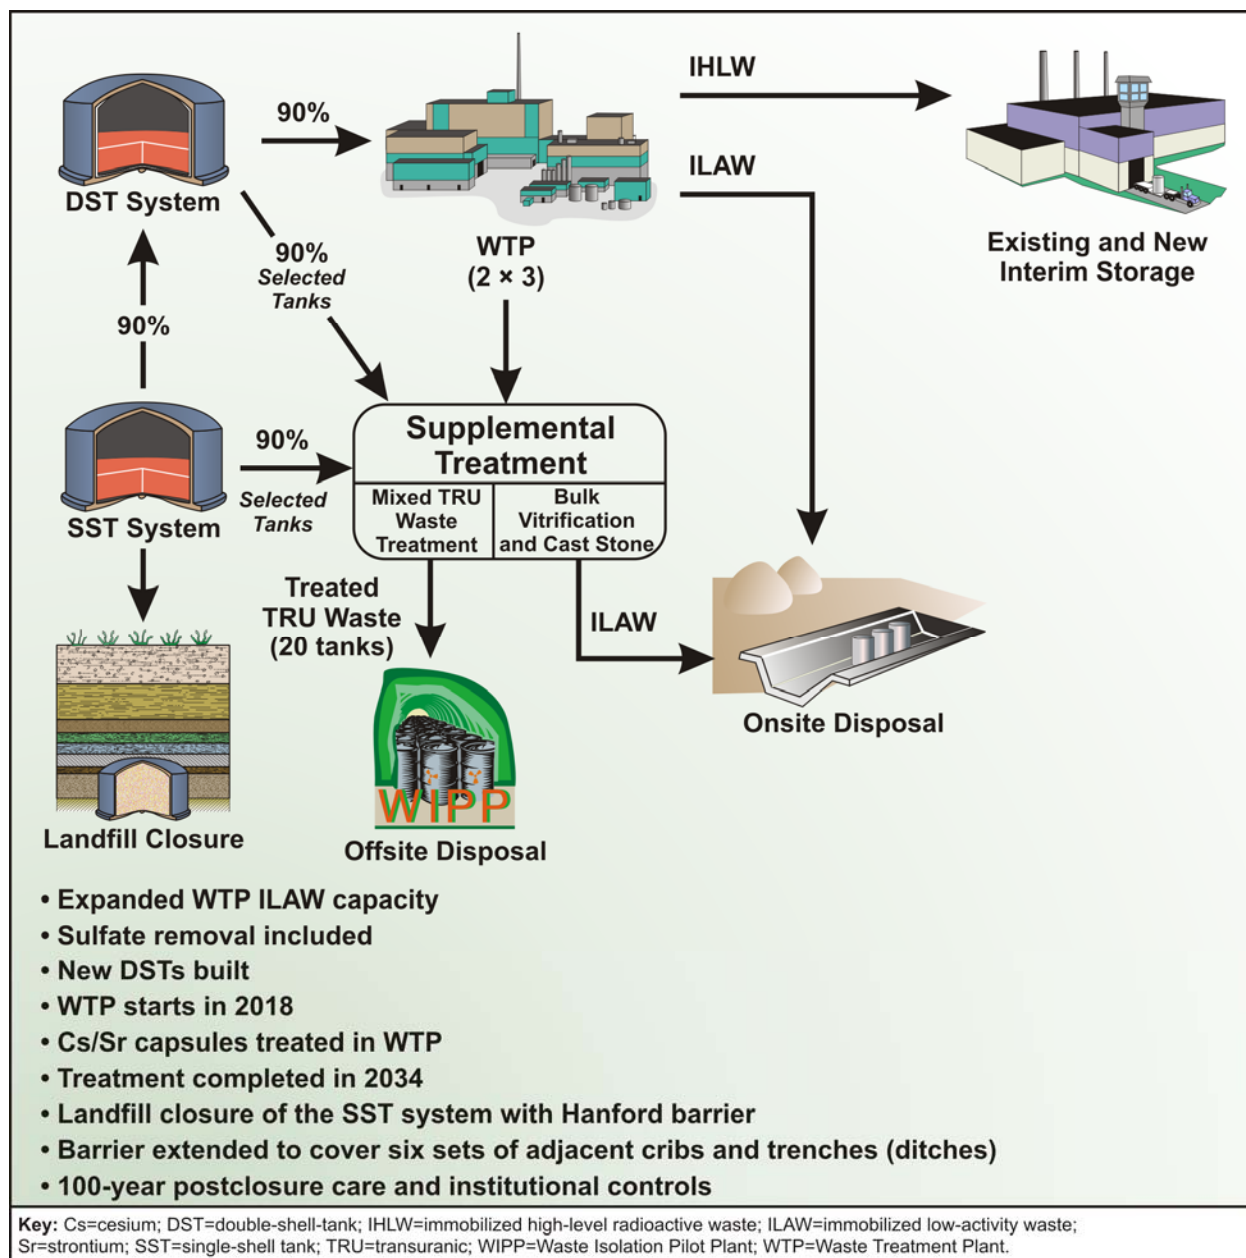 IHLW
90%
ILAW
DST System
WTP
(2 × 3)
Existing and New
Interim Storage
90%
Selected
Tanks
90%
Supplemental
Treatment
90%
Selected
Tanks
Mixed TRU
Waste
Treatment
Bulk
Vitrification
and Cast Stone
SST System
Treated
TRU Waste
(20 tanks)
ILAW
Onsite Disposal
WIPP
Landfill Closure
Offsite Disposal
• Expanded WTP ILAW capacity
• Sulfate removal included
• New DSTs built
• WTP starts in 2018
• Cs/Sr capsules treated in WTP
• Treatment completed in 2034
• Landfill closure of the SST system with Hanford barrier
• Barrier extended to cover six sets of adjacent cribs and trenches (ditches)
• 100-year postclosure care and institutional controls
Key: Cs=cesium; DST=double-shell-tank; IHLW=immobilized high-level radioactive waste; ILAW=immobilized low-activity waste;
Sr=strontium; SST=single-shell tank; TRU=transuranic; WIPP=Waste Isolation Pilot Plant; WTP=Waste Treatment Plant.